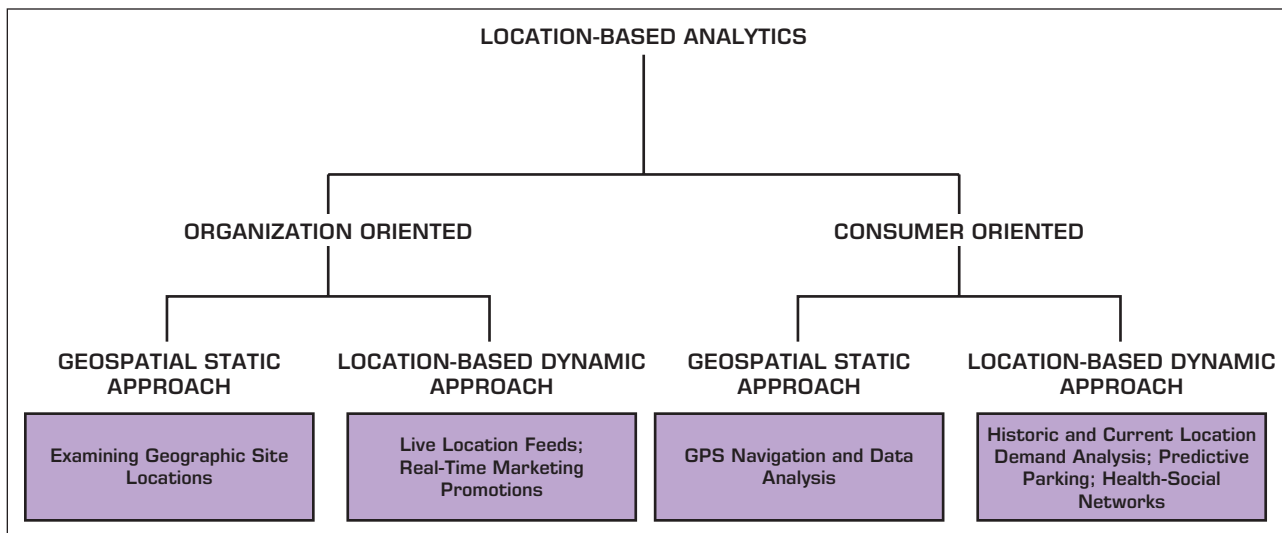 LOCATION-BASED ANALYTICS
ORGANIZATION ORIENTED
CONSUMER ORIENTED
GEOSPATIAL STATIC
APPROACH
LOCATION-BASED DYNAMIC
APPROACH
GEOSPATIAL STATIC
APPROACH
LOCATION-BASED DYNAMIC
APPROACH
Examining Geographic Site
Locations
Live Location Feeds;
Real-Time Marketing
Promotions
GPS Navigation and Data
Analysis
Historic and Current Location
Demand Analysis; Predictive
Parking; Health-Social
Networks